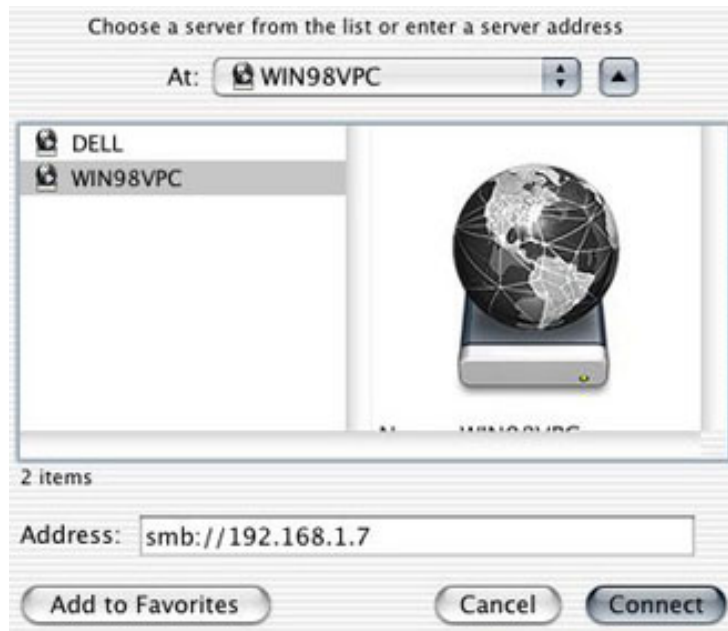 Choose a server from the list or enter a server address
At: WIN98VPC
DELL
WIN98VPC
WIN98VPC
2 items
Address: smb://192.168.1.7
Add to Favorites Cancel Connect